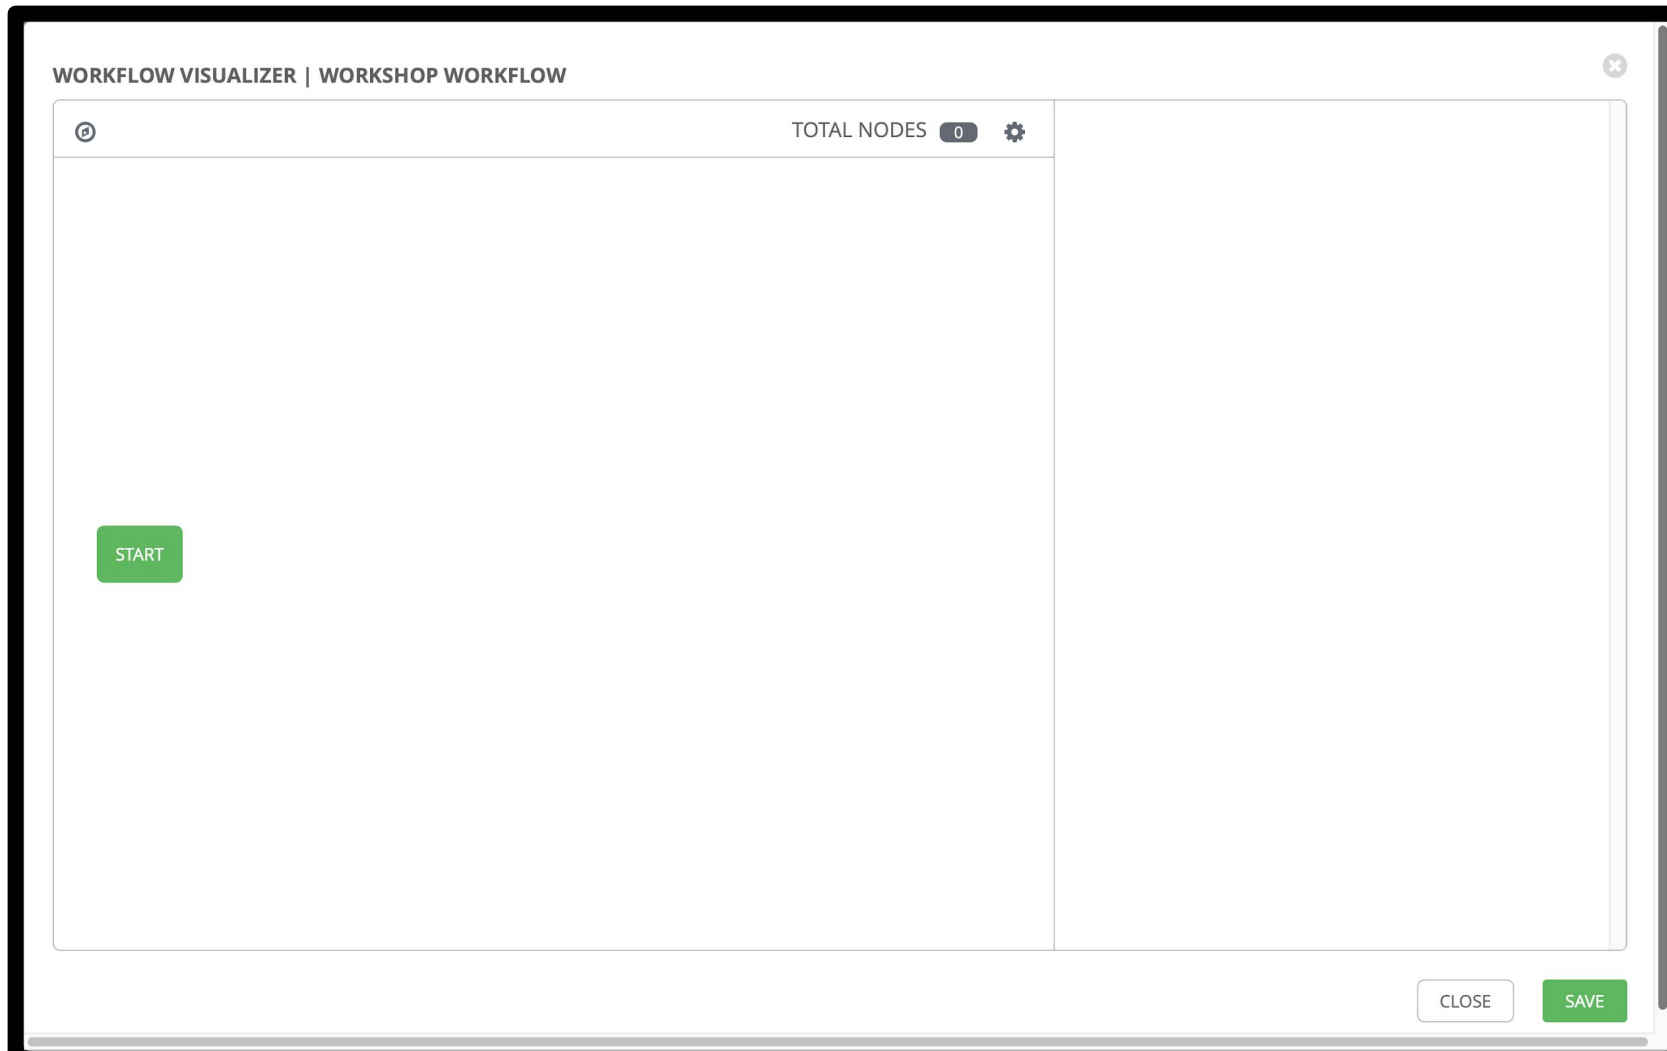 WORKFLOW VISUALIZER | WORKSHOP WORKFLOW
TOTAL NODES 0
START
CLOSE SAVE